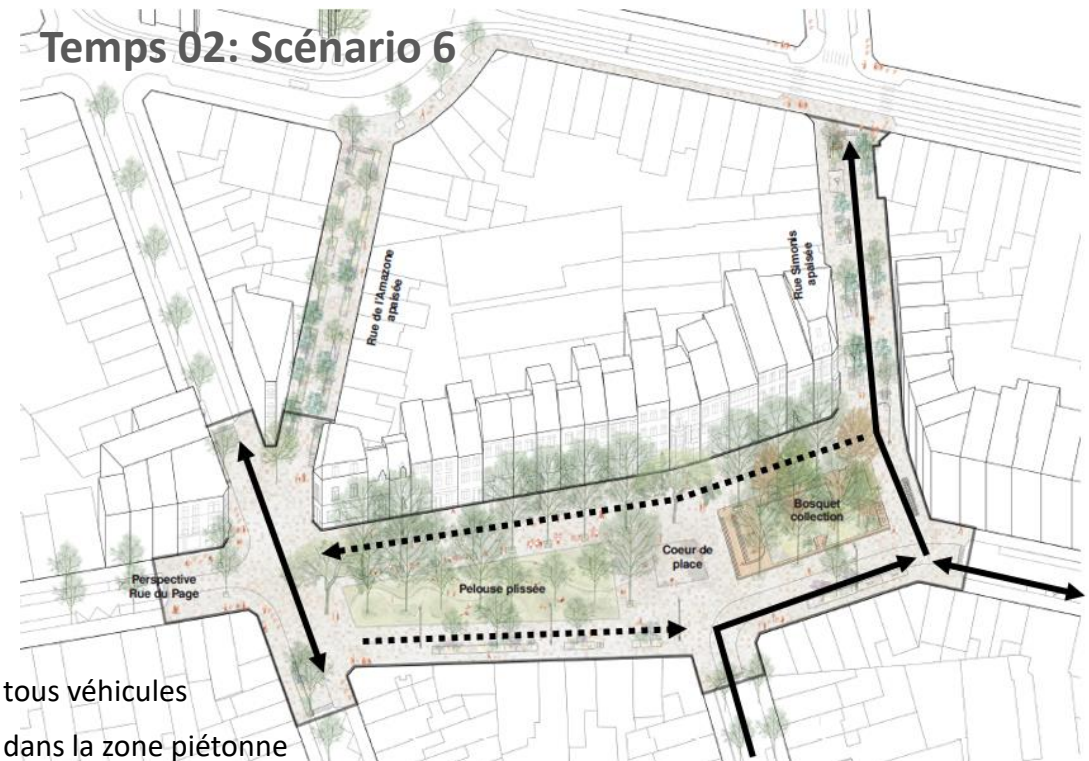 Temps 02: Scénario 6
Rue de l'Amazone
apaisée
Rue Simonis
apaisée
Bosquet
collection
Coeur de
place
Pelouse plissée
Perspective
Rue du Page
tous véhicules
dans la zone piétonne